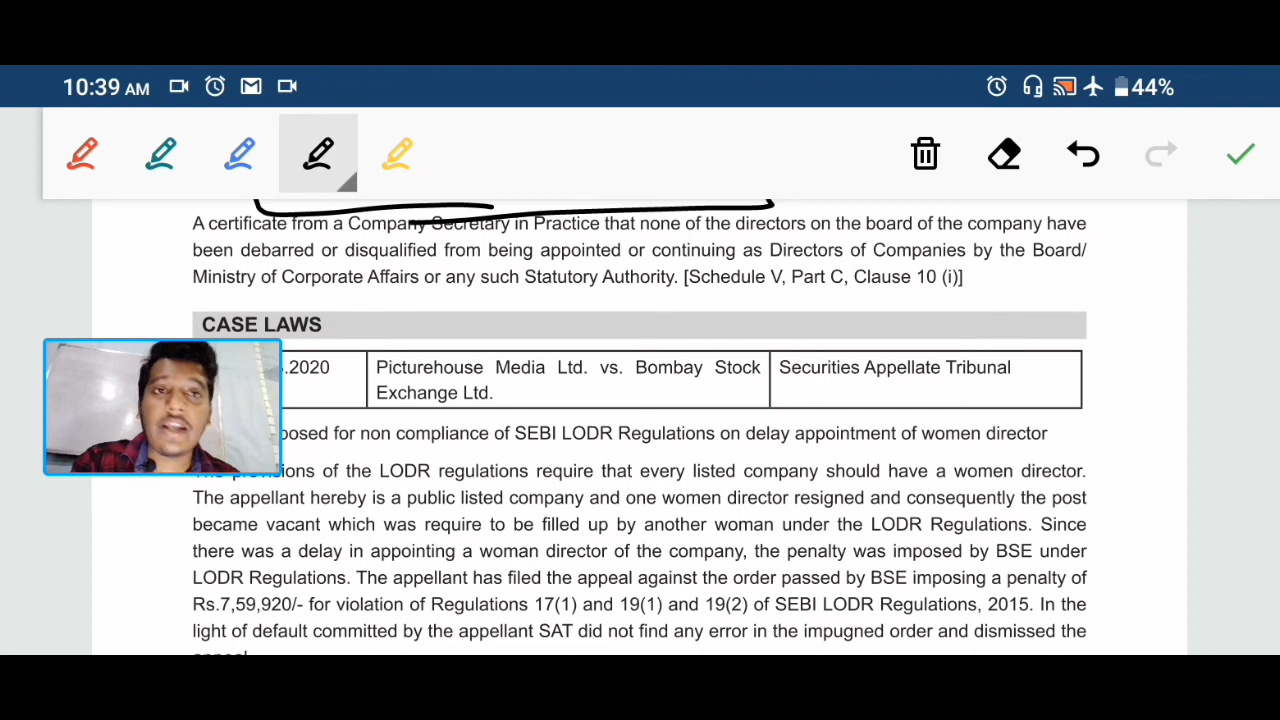 10:39 AM
44%
A certificate from a Company Secretary in Practice that none of the directors on the board of the company have
been debarred or disqualified from being appointed or continuing as Directors of Companies by the Board/
Ministry of Corporate Affairs or any such Statutory Authority. [Schedule V, Part C, Clause 10 (i)]
CASE LAWS
.2020 Picturehouse Media Ltd. vs. Bombay Stock Securities Appellate Tribunal
Exchange Ltd.
posed for non compliance of SEBI LODR Regulations on delay appointment of women director
of the LODR regulations require that every listed company should have a women director.
The appellant hereby is a public listed company and one women director resigned and consequently the post
became vacant which was require to be filled up by another woman under the LODR Regulations. Since
there was a delay in appointing a woman director of the company, the penalty was imposed by BSE under
LODR Regulations. The appellant has filed the appeal against the order passed by BSE imposing a penalty of
Rs.7,59,920/- for violation of Regulations 17(1) and 19(1) and 19(2) of SEBI LODR Regulations, 2015. In the
light of default committed by the appellant SAT did not find any error in the impugned order and dismissed the